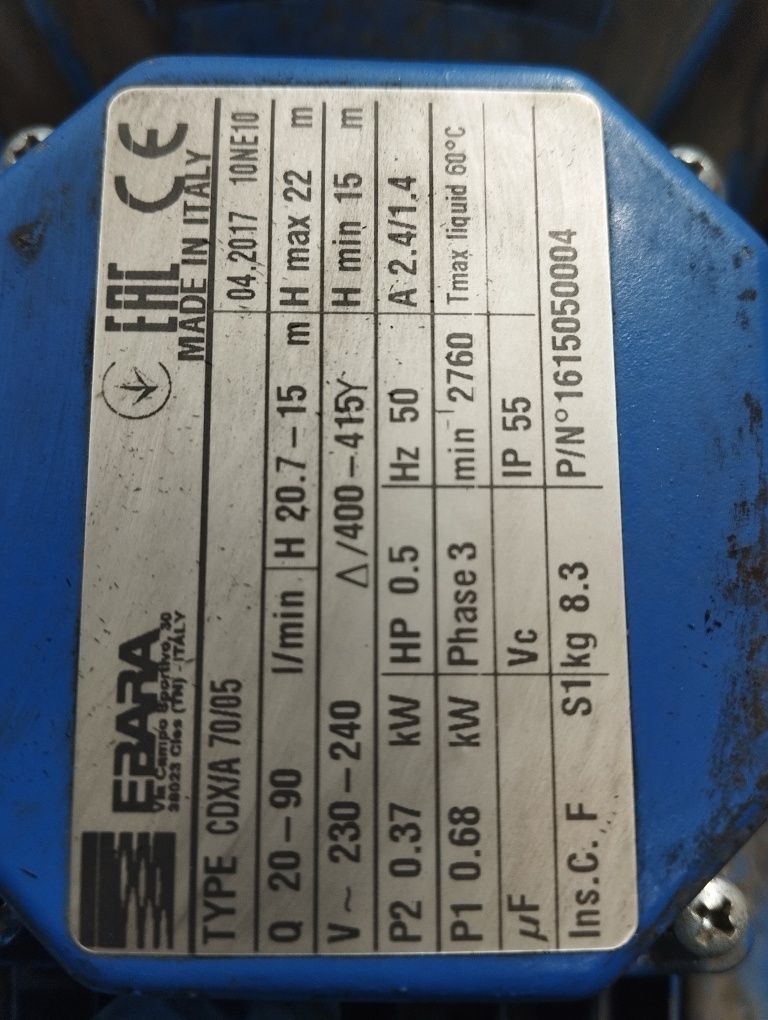 EBARA
Via Campo Sportivo, 30
38023 Cles (TN) - ITALY
EAC CE
MADE IN ITALY
TYPE CDX/A 70/05 04.2017 10NE10
Q 20-90 l/min H 20.7-15 m H max 22 m
V~ 230-240 Δ/400-415Y H min 15 m
P2 0.37 kW HP 0.5 Hz 50 A 2.4/1.4
P1 0.68 kW Phase 3 min⁻¹ 2760 Tmax liquid 60°C
µF Vc IP 55
Ins.C. F S1 kg 8.3 P/N°1615050004